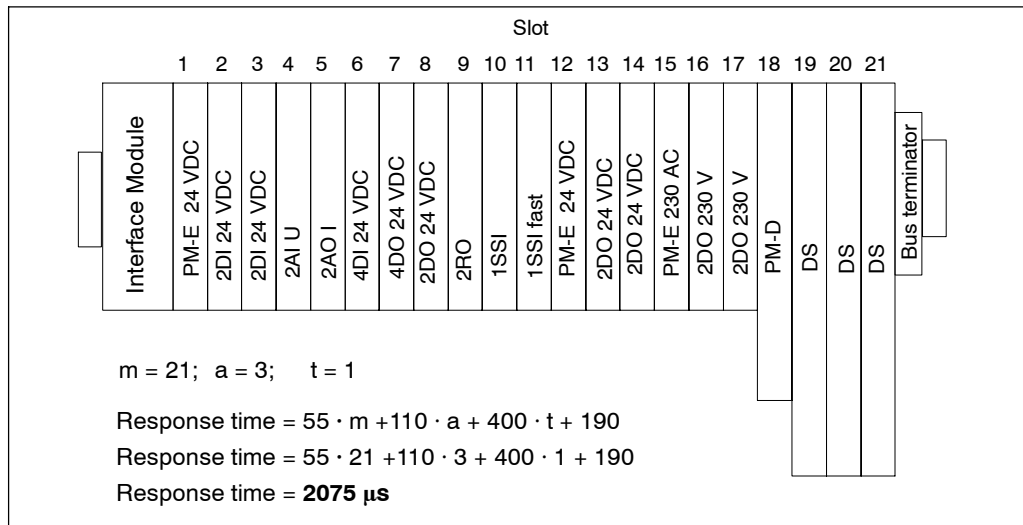 Slot
1 2 3 4 5 6 7 8 9 10 11 12 13 14 15 16 17 18 19 20 21
Interface Module
PM-E 24 VDC
2DI 24 VDC
2DI 24 VDC
2AI U
2AO I
4DI 24 VDC
4DO 24 VDC
2DO 24 VDC
2RO
1SSI
1SSI fast
PM-E 24 VDC
2DO 24 VDC
2DO 24 VDC
PM-E 230 AC
2DO 230 V
2DO 230 V
PM-D
DS
DS
DS
Bus terminator
m = 21; a = 3; t = 1
Response time = 55 · m +110 · a + 400 · t + 190
Response time = 55 · 21 +110 · 3 + 400 · 1 + 190
Response time = 2075 μs